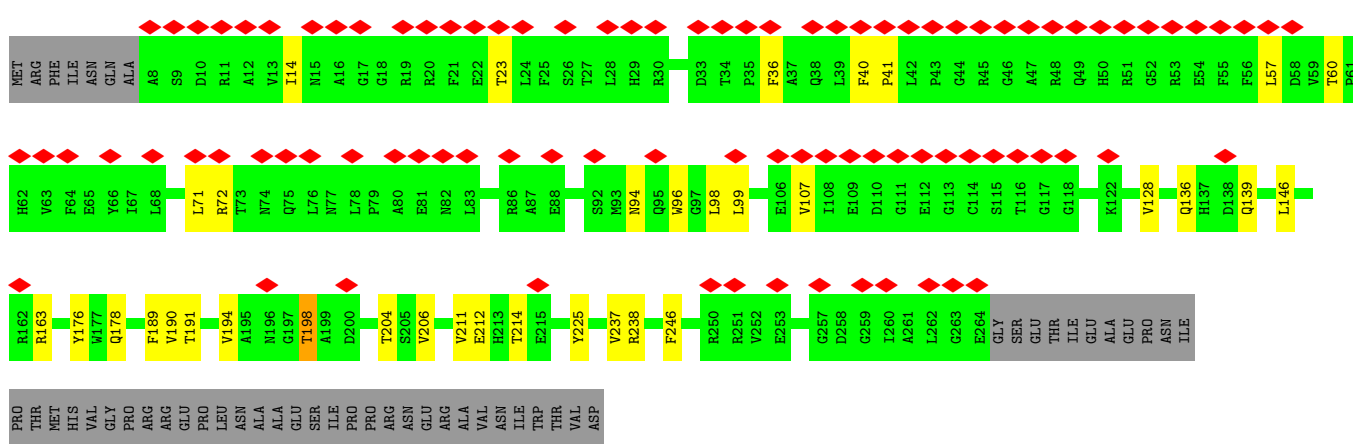 MET ARG PHE ILE ASN GLN ALA A8 S9 D10 R11 A12 V13 I14 N15 A16 G17 G18 R19 R20 F21 E22 T23 L24 F25 S26 T27 L28 H29 R30 D33 T34 P35 F36 A37 Q38 L39 F40 P41 L42 P43 G44 R45 G46 A47 R48 Q49 H50 R51 G52 R53 E54 F55 F56 L57 D58 V59 T60 P61
H62 V63 F64 E65 Y66 I67 L68 L71 R72 T73 N74 Q75 L76 N77 L78 P79 A80 E81 N82 L83 R86 A87 E88 S92 M93 N94 Q95 W96 G97 L98 L99 E106 V107 I108 E109 D110 G111 E112 G113 C114 S115 T116 G117 G118 K122 V128 Q136 H137 D138 Q139 L146
R162 R163 Y176 W177 Q178 F189 V190 T191 V194 A195 N196 G197 T198 A199 D200 T204 S205 V206 V211 E212 H213 T214 E215 Y225 V237 R238 F246 R250 R251 V252 E253 G257 D258 G259 I260 A261 L262 G263 E264 GLY SER GLU THR ILE GLU ALA GLU PRO ASN ILE
PRO THR MET HIS VAL GLY PRO ARG ARG GLU PRO LEU ASN ALA ALA GLU SER ILE PRO PRO ARG ASN GLU ARG ALA VAL ASN ILE TRP THR VAL ASP